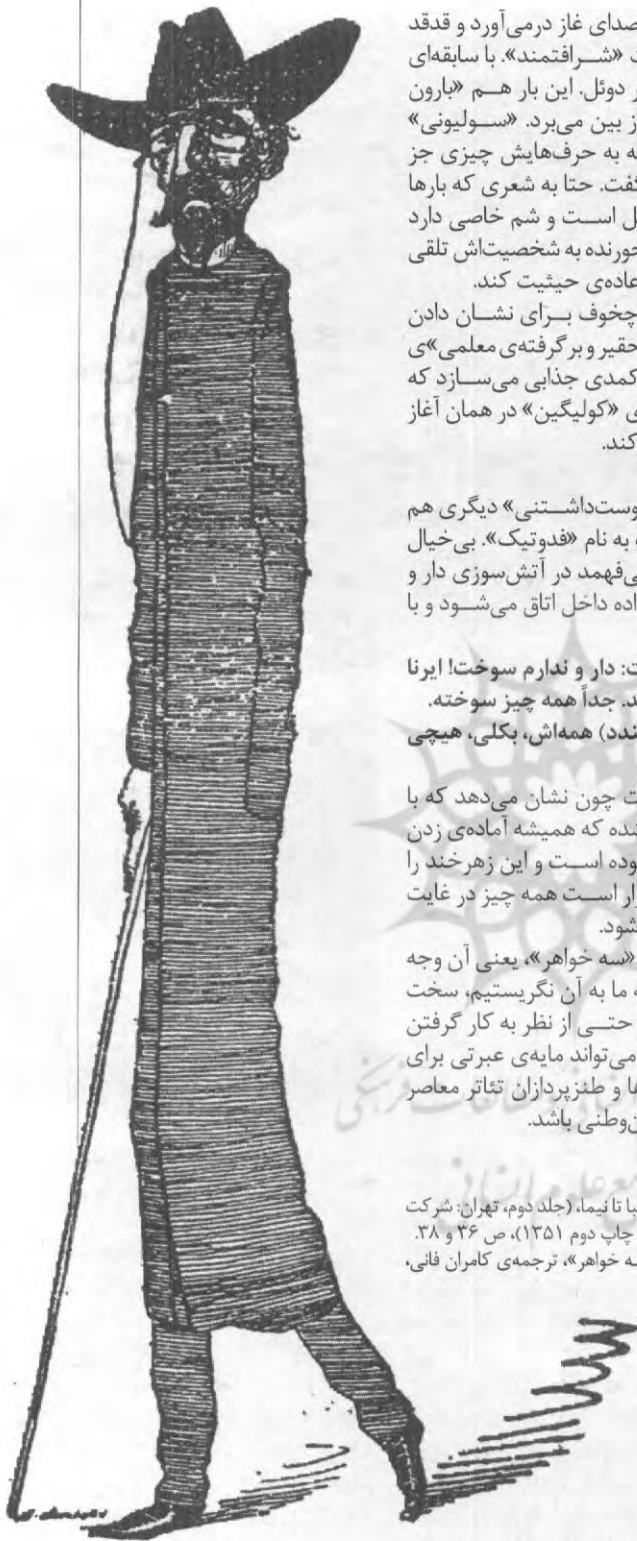 صدای غاز درمی‌آورد و قدقد
«شـرافتمند». با سابقه‌ای
ر دوئل. این بار هـم «بارون
ز بین می‌برد. «سـولیونی»
ه به حرف‌هایش چیزی جز
گفت. حتا به شعری که بارها
ل است و شم خاصی دارد
خورنده به شخصیت‌اش تلقی
عاده‌ی حیثیت کند.
چخوف بـرای نشـان دادن
حقیر و بر گرفته‌ی معلمی»ی
کمدی جذابی می‌سـازد که
ی «کولیگین» در همان آغاز
کند.
وست‌داشـتنی» دیگری هم
به نام «فدوتیک». بی‌خیال
ی‌فهمد در آتش‌سوزی دار و
اده داخل اتاق می‌شـود و با
ت: دار و ندارم سوخت! ایرنا
د. جداً همه چیز سوخته.
ندد) همه‌اش، بکلی، هیچی
ت چون نشان می‌دهد که با
نده که همیشه آماده‌ی زدن
وده اسـت و این زهرخند را
رار اسـت همه چیز در غایت
شود.
«سه خواهر»، یعنی آن وجه
ه ما به آن نگریستیم، سخت
حتـی از نظر به کار گرفتن
می‌تواند مایه‌ی عبرتی برای
ها و طنزپردازان تئاتر معاصر
ن‌وطنی باشد.
با تا نیما، (جلد دوم، تهران: شرکت
چاپ دوم ۱۳۵۱)، ص ۳۶ و ۳۸.
سه خواهر»، ترجمه‌ی کامران فانی،